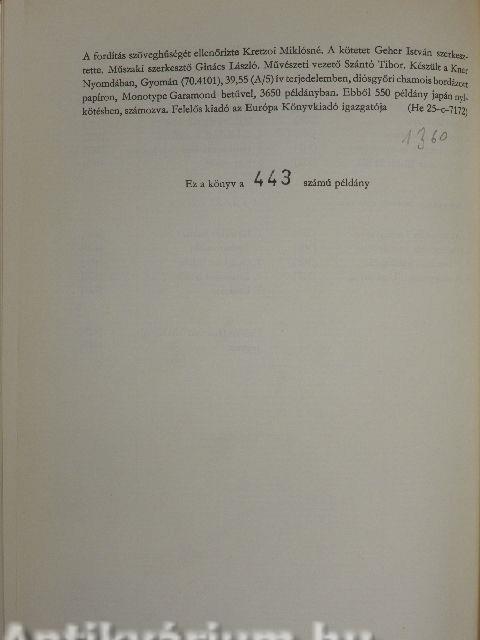 A fordítás szöveghűségét ellenőrizte Kretzoi Miklósné. A kötetet Geher István szerkesz-
tette. Műszaki szerkesztő Ginács László. Művészeti vezető Szántó Tibor. Készült a Kner
Nyomdában, Gyomán (70.4101), 39,55 (A/5) ív terjedelemben, diósgyőri chamois bordázott
papíron, Monotype Garamond betűvel, 3650 példányban. Ebből 550 példány japán nyl-
kötésben, számozva. Felelős kiadó az Európa Könyvkiadó igazgatója (He 25–c–7172)
1360
Ez a könyv a 443 számú példány
Antikvárium.hu